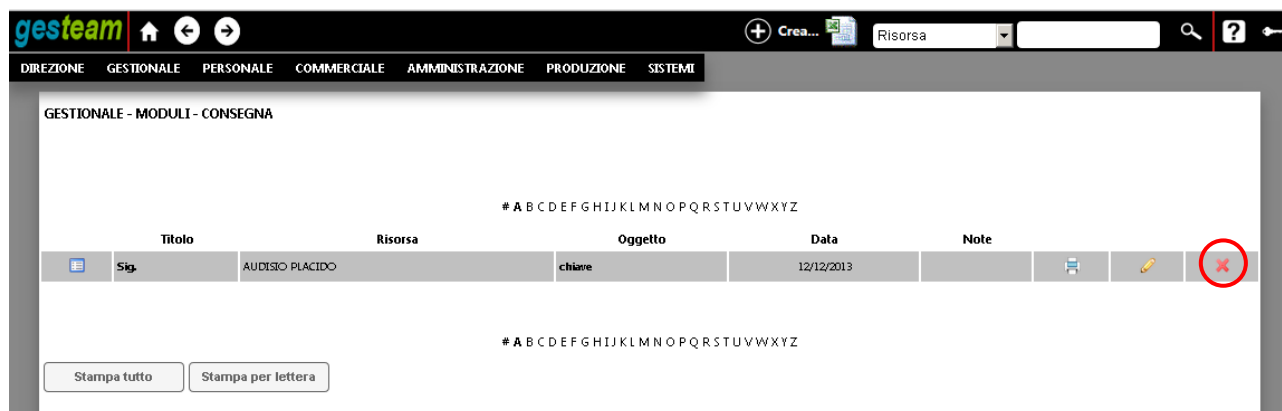 gesteam
Crea...
Risorsa
?
DIREZIONE GESTIONALE PERSONALE COMMERCIALE AMMINISTRAZIONE PRODUZIONE SISTEMI
GESTIONALE - MODULI - CONSEGNA
# A B C D E F G H I J K L M N O P Q R S T U V W X Y Z
Titolo Risorsa Oggetto Data Note
Sig. AUDISIO PLACIDO chiave 12/12/2013
# A B C D E F G H I J K L M N O P Q R S T U V W X Y Z
Stampa tutto Stampa per lettera